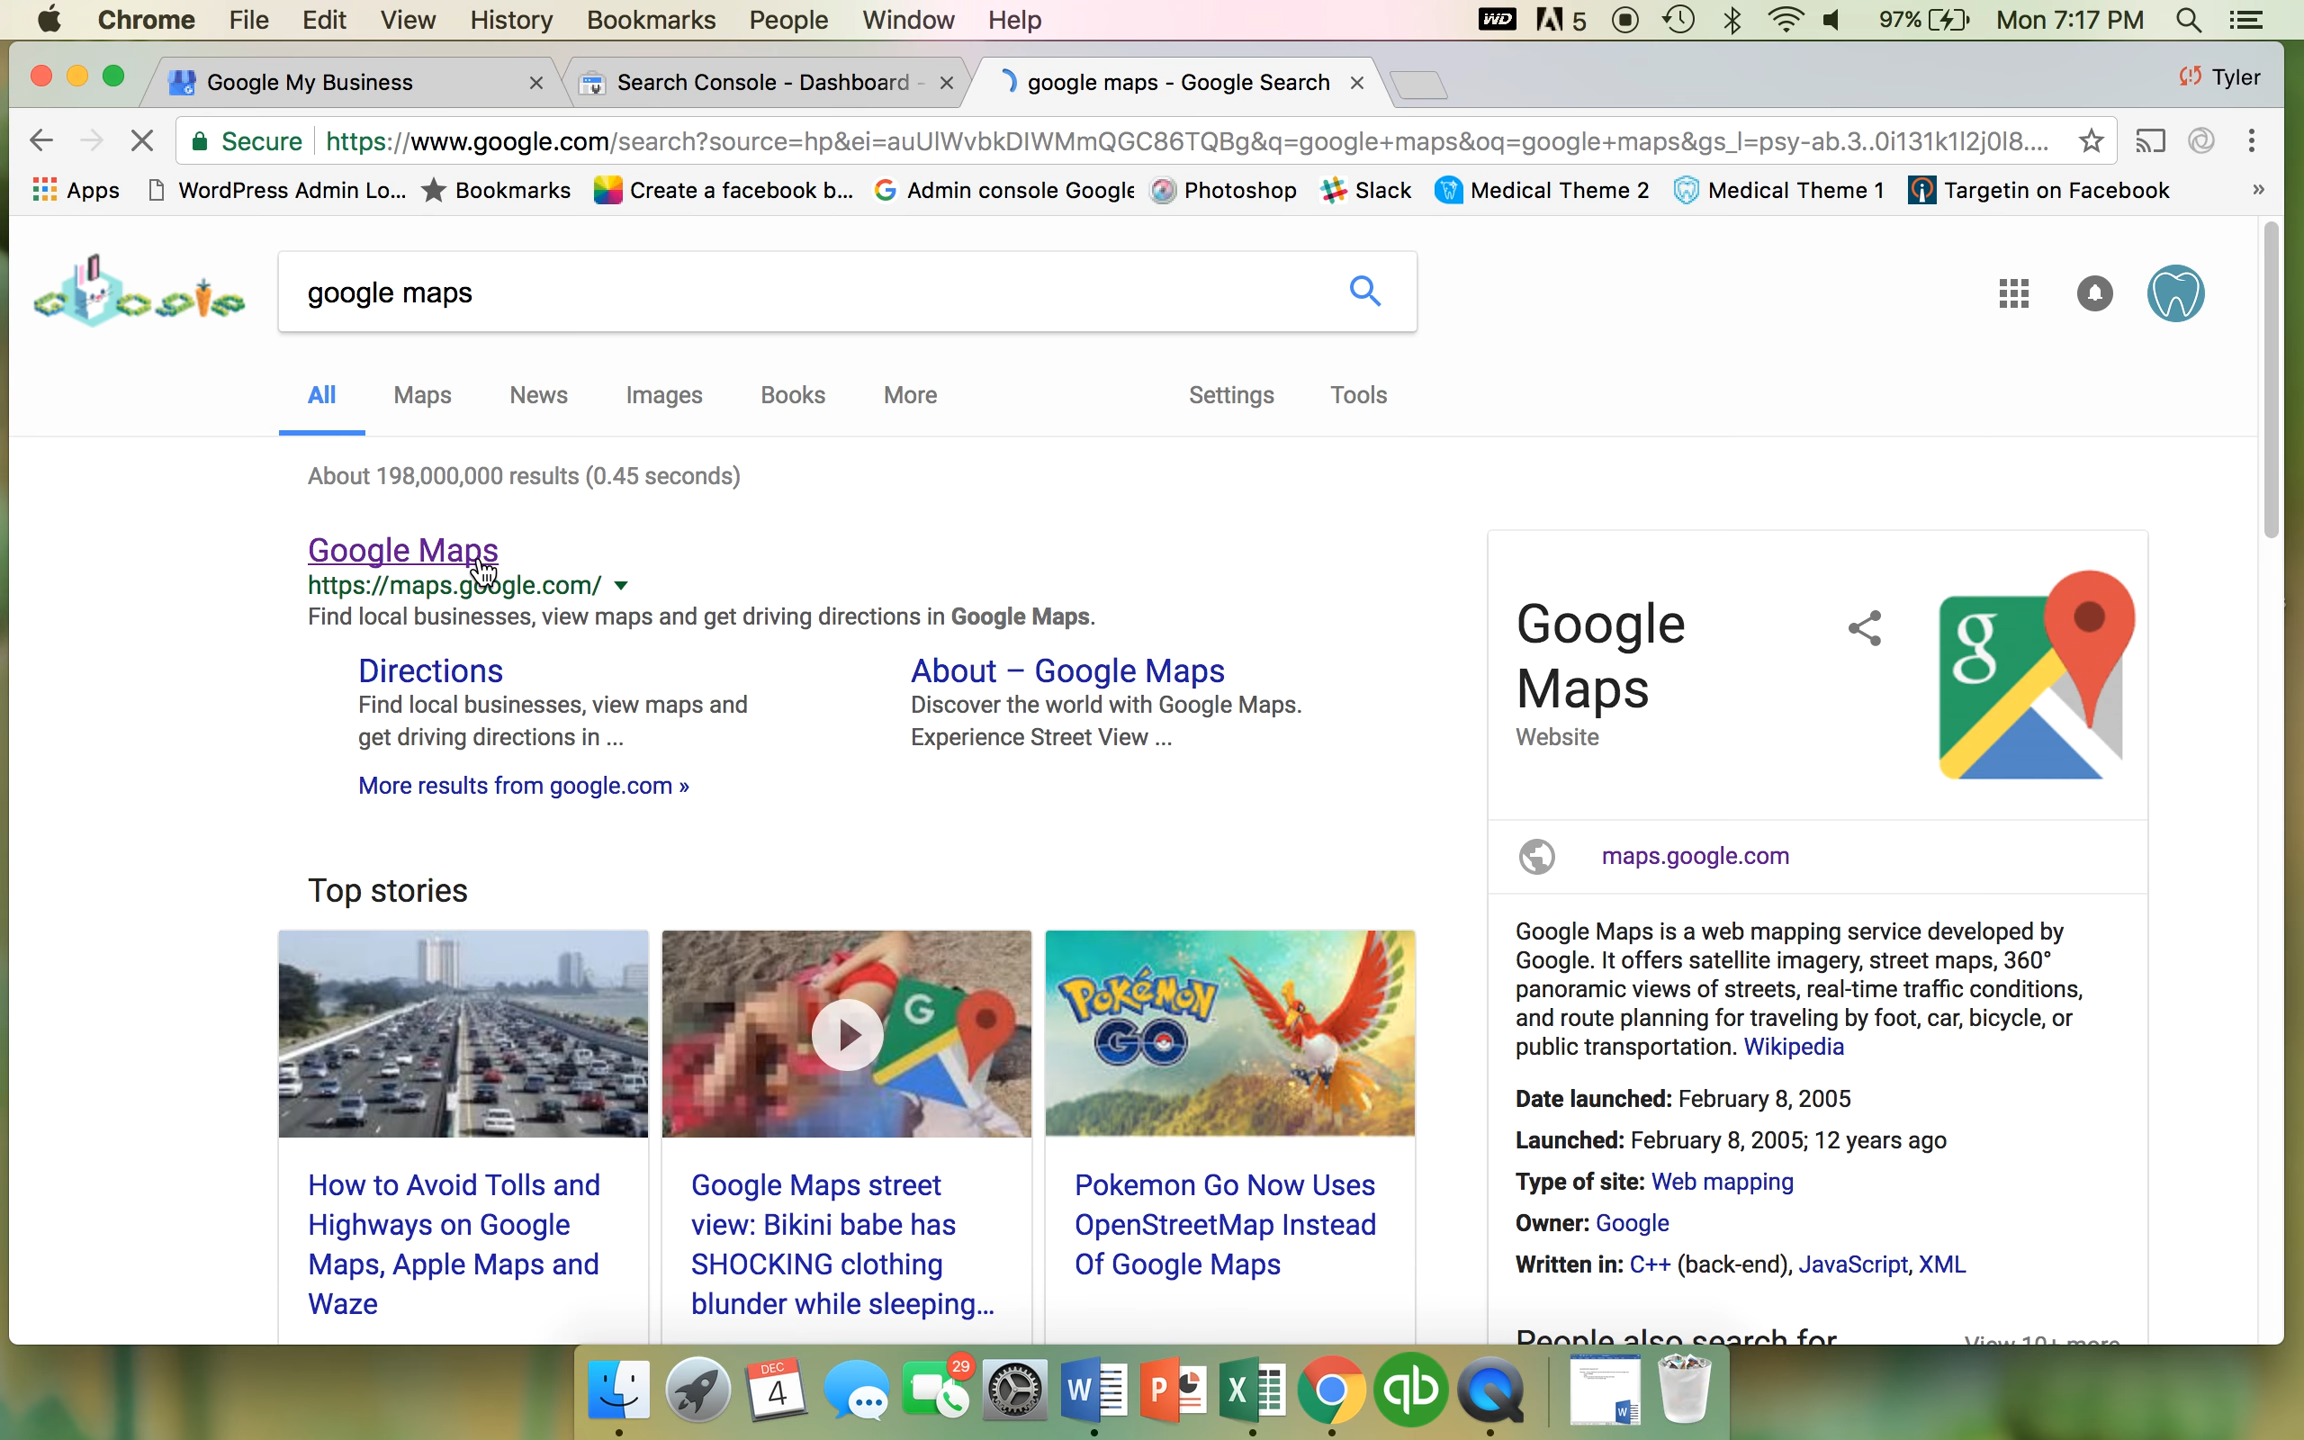 Chrome File Edit View History Bookmarks People Window Help WD 5 97% Mon 7:17 PM
Google My Business Search Console - Dashboard - google maps - Google Search Tyler
Secure https://www.google.com/search?source=hp&ei=auUlWvbkDIWMmQGC86TQBg&q=google+maps&oq=google+maps&gs_l=psy-ab.3..0i131k1l2j0l8....
Apps WordPress Admin Lo... Bookmarks Create a facebook b... Admin console Google Photoshop Slack Medical Theme 2 Medical Theme 1 Targetin on Facebook »
google maps
All Maps News Images Books More Settings Tools
About 198,000,000 results (0.45 seconds)
Google Maps
https://maps.google.com/
Find local businesses, view maps and get driving directions in Google Maps.
Directions
Find local businesses, view maps and
get driving directions in ...
About – Google Maps
Discover the world with Google Maps.
Experience Street View ...
More results from google.com »
Top stories
POKÉMON
GO
How to Avoid Tolls and
Highways on Google
Maps, Apple Maps and
Waze
Google Maps street
view: Bikini babe has
SHOCKING clothing
blunder while sleeping...
Pokemon Go Now Uses
OpenStreetMap Instead
Of Google Maps
Google
Maps
Website
g
maps.google.com
Google Maps is a web mapping service developed by
Google. It offers satellite imagery, street maps, 360°
panoramic views of streets, real-time traffic conditions,
and route planning for traveling by foot, car, bicycle, or
public transportation. Wikipedia
Date launched: February 8, 2005
Launched: February 8, 2005; 12 years ago
Type of site: Web mapping
Owner: Google
Written in: C++ (back-end), JavaScript, XML
People also search for View 10+ more
DEC
4
29
W
P
X
qb
W